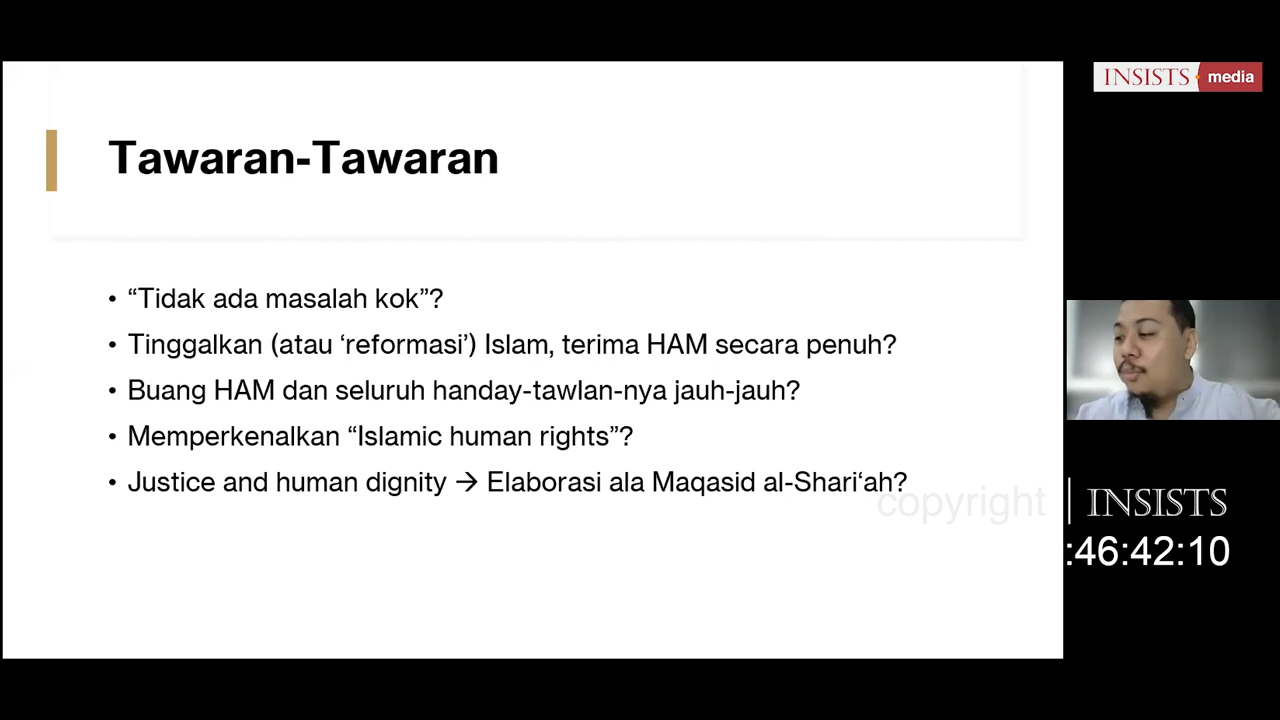 INSISTS media
Tawaran-Tawaran
• “Tidak ada masalah kok”?
• Tinggalkan (atau ‘reformasi’) Islam, terima HAM secara penuh?
• Buang HAM dan seluruh handay-tawlan-nya jauh-jauh?
• Memperkenalkan “Islamic human rights”?
• Justice and human dignity → Elaborasi ala Maqasid al-Shari‘ah?
copyright | INSISTS
:46:42:10